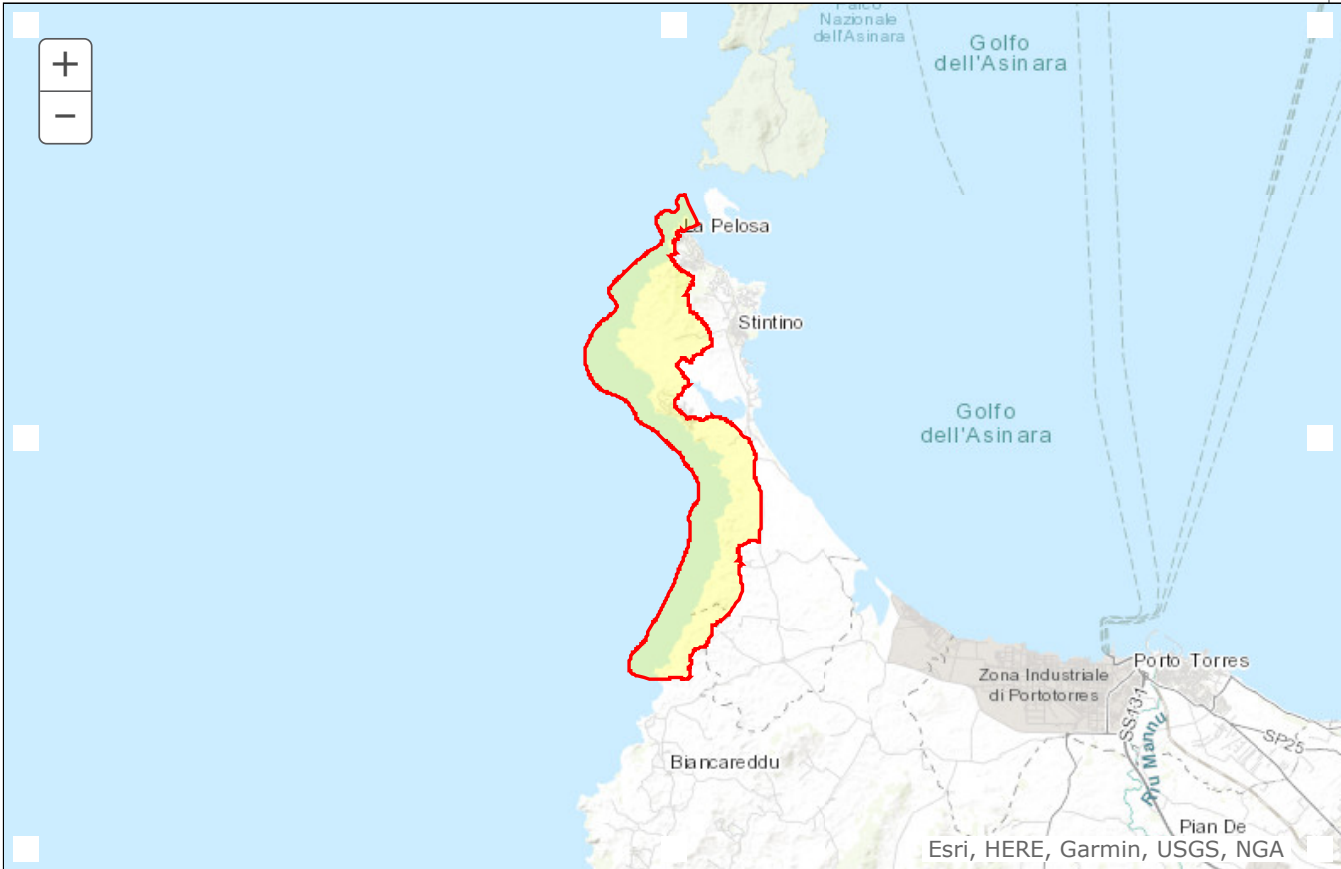 Parco
Nazionale
dell'Asinara
Golfo
dell'Asinara
+
−
La Pelosa
Stintino
Golfo
dell'Asinara
Porto Torres
Zona Industriale
di Portotorres
SS131
Riu Mannu
SP25
Biancareddu
Pian De
Esri, HERE, Garmin, USGS, NGA